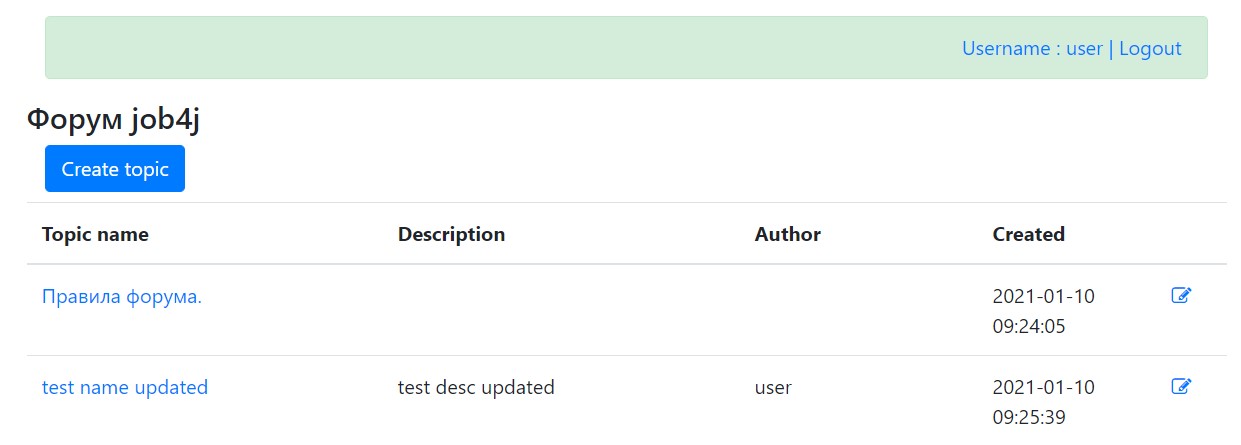 Username : user | Logout
Форум job4j
Create topic
Topic name Description Author Created
Правила форума. 2021-01-10
09:24:05
test name updated test desc updated user 2021-01-10
09:25:39